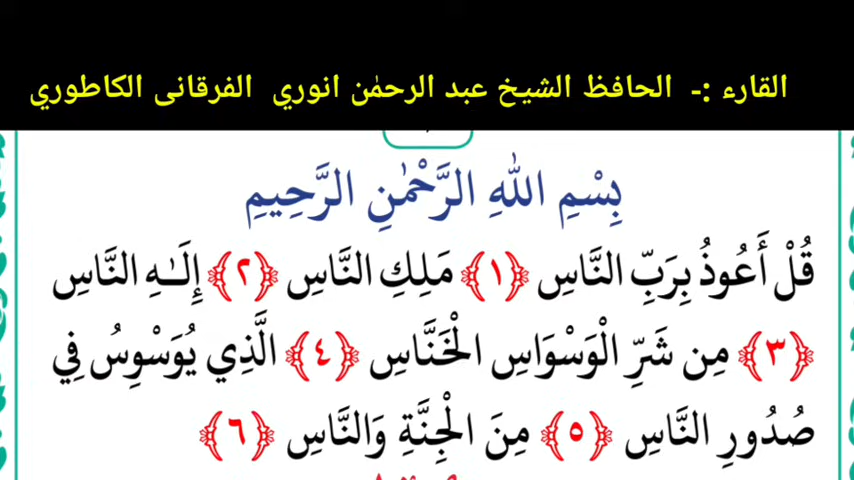 القارء :- الحافظ الشيخ عبد الرحمٰن انوري الفرقانى الكاطوري
بِسْمِ اللهِ الرَّحْمٰنِ الرَّحِيمِ
قُلْ أَعُوذُ بِرَبِّ النَّاسِ ﴿١﴾ مَلِكِ النَّاسِ ﴿٢﴾ إِلَـٰهِ النَّاسِ
﴿٣﴾ مِن شَرِّ الْوَسْوَاسِ الْخَنَّاسِ ﴿٤﴾ الَّذِي يُوَسْوِسُ فِي
صُدُورِ النَّاسِ ﴿٥﴾ مِنَ الْجِنَّةِ وَالنَّاسِ ﴿٦﴾